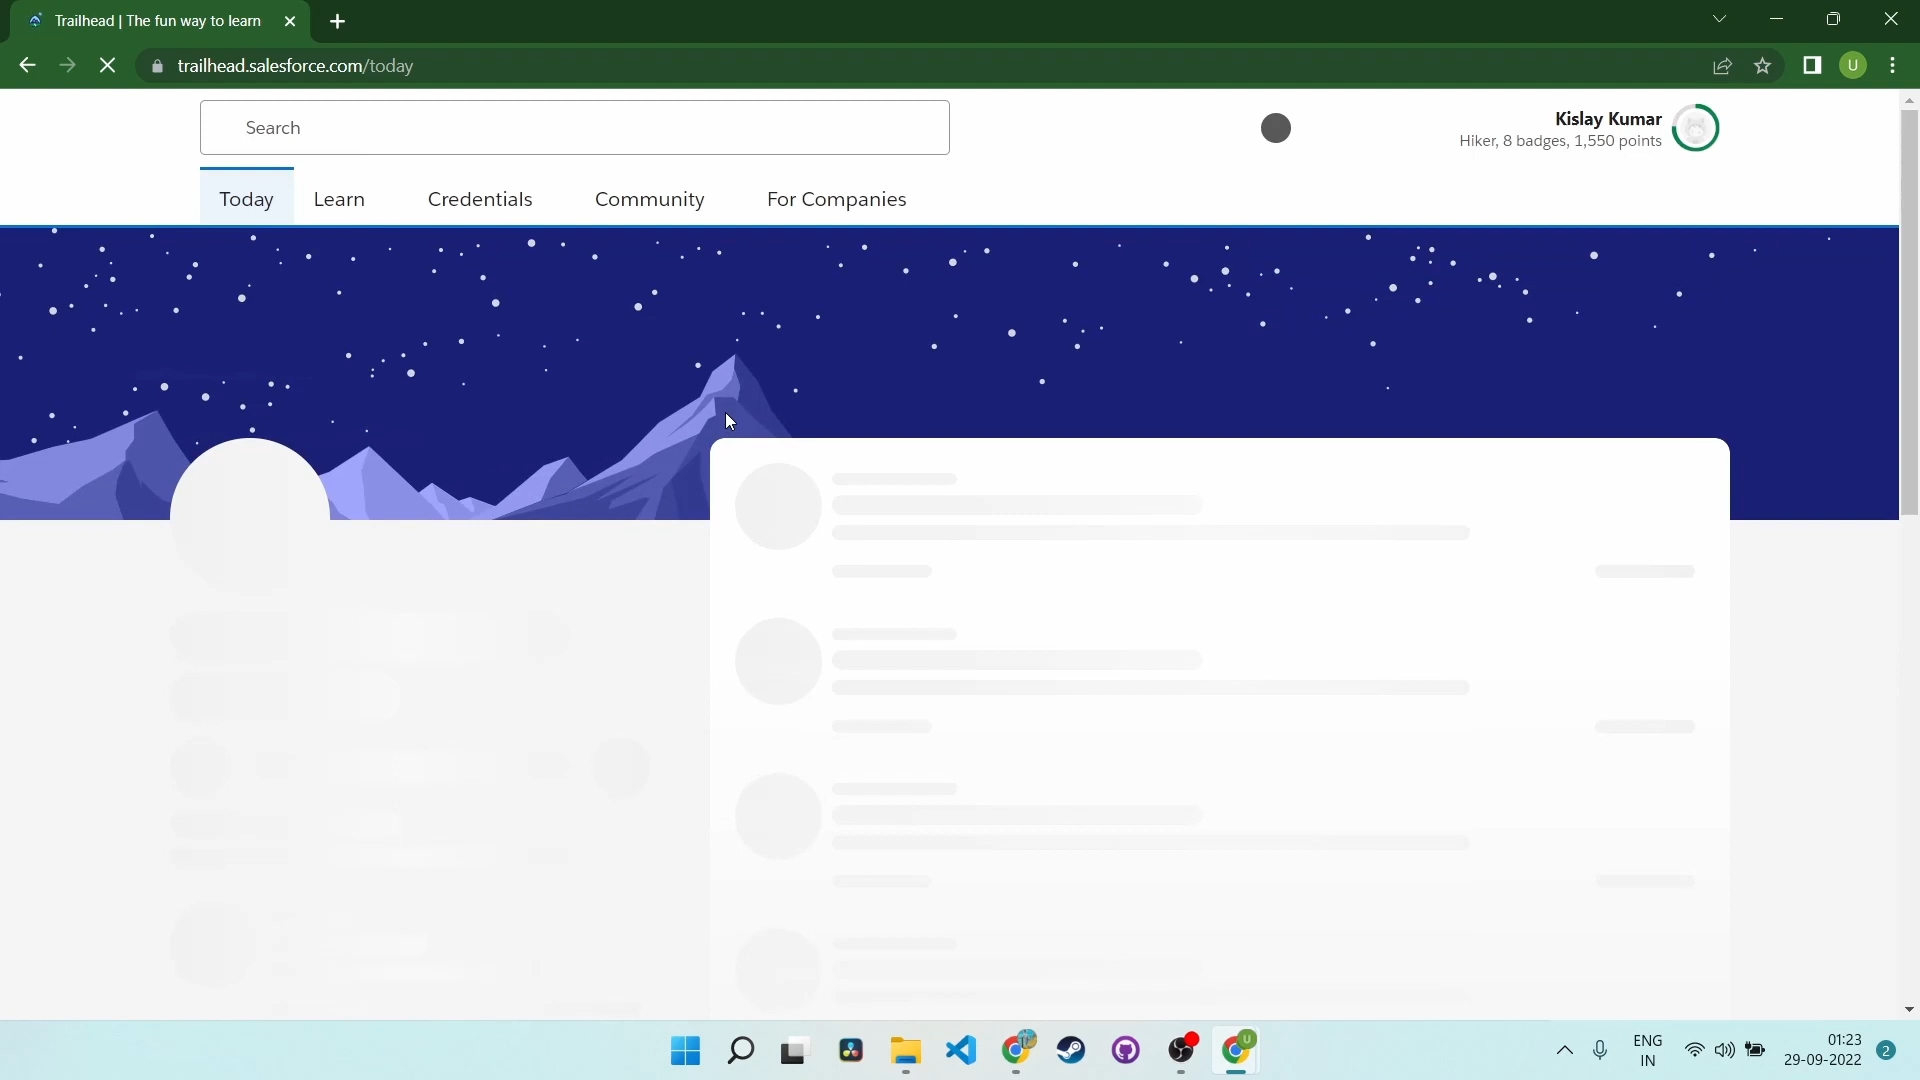 Trailhead | The fun way to learn
trailhead.salesforce.com/today
U
Search
Kislay Kumar
Hiker, 8 badges, 1,550 points
Today
Learn
Credentials
Community
For Companies
U
ENG
IN
01:23
29-09-2022
2